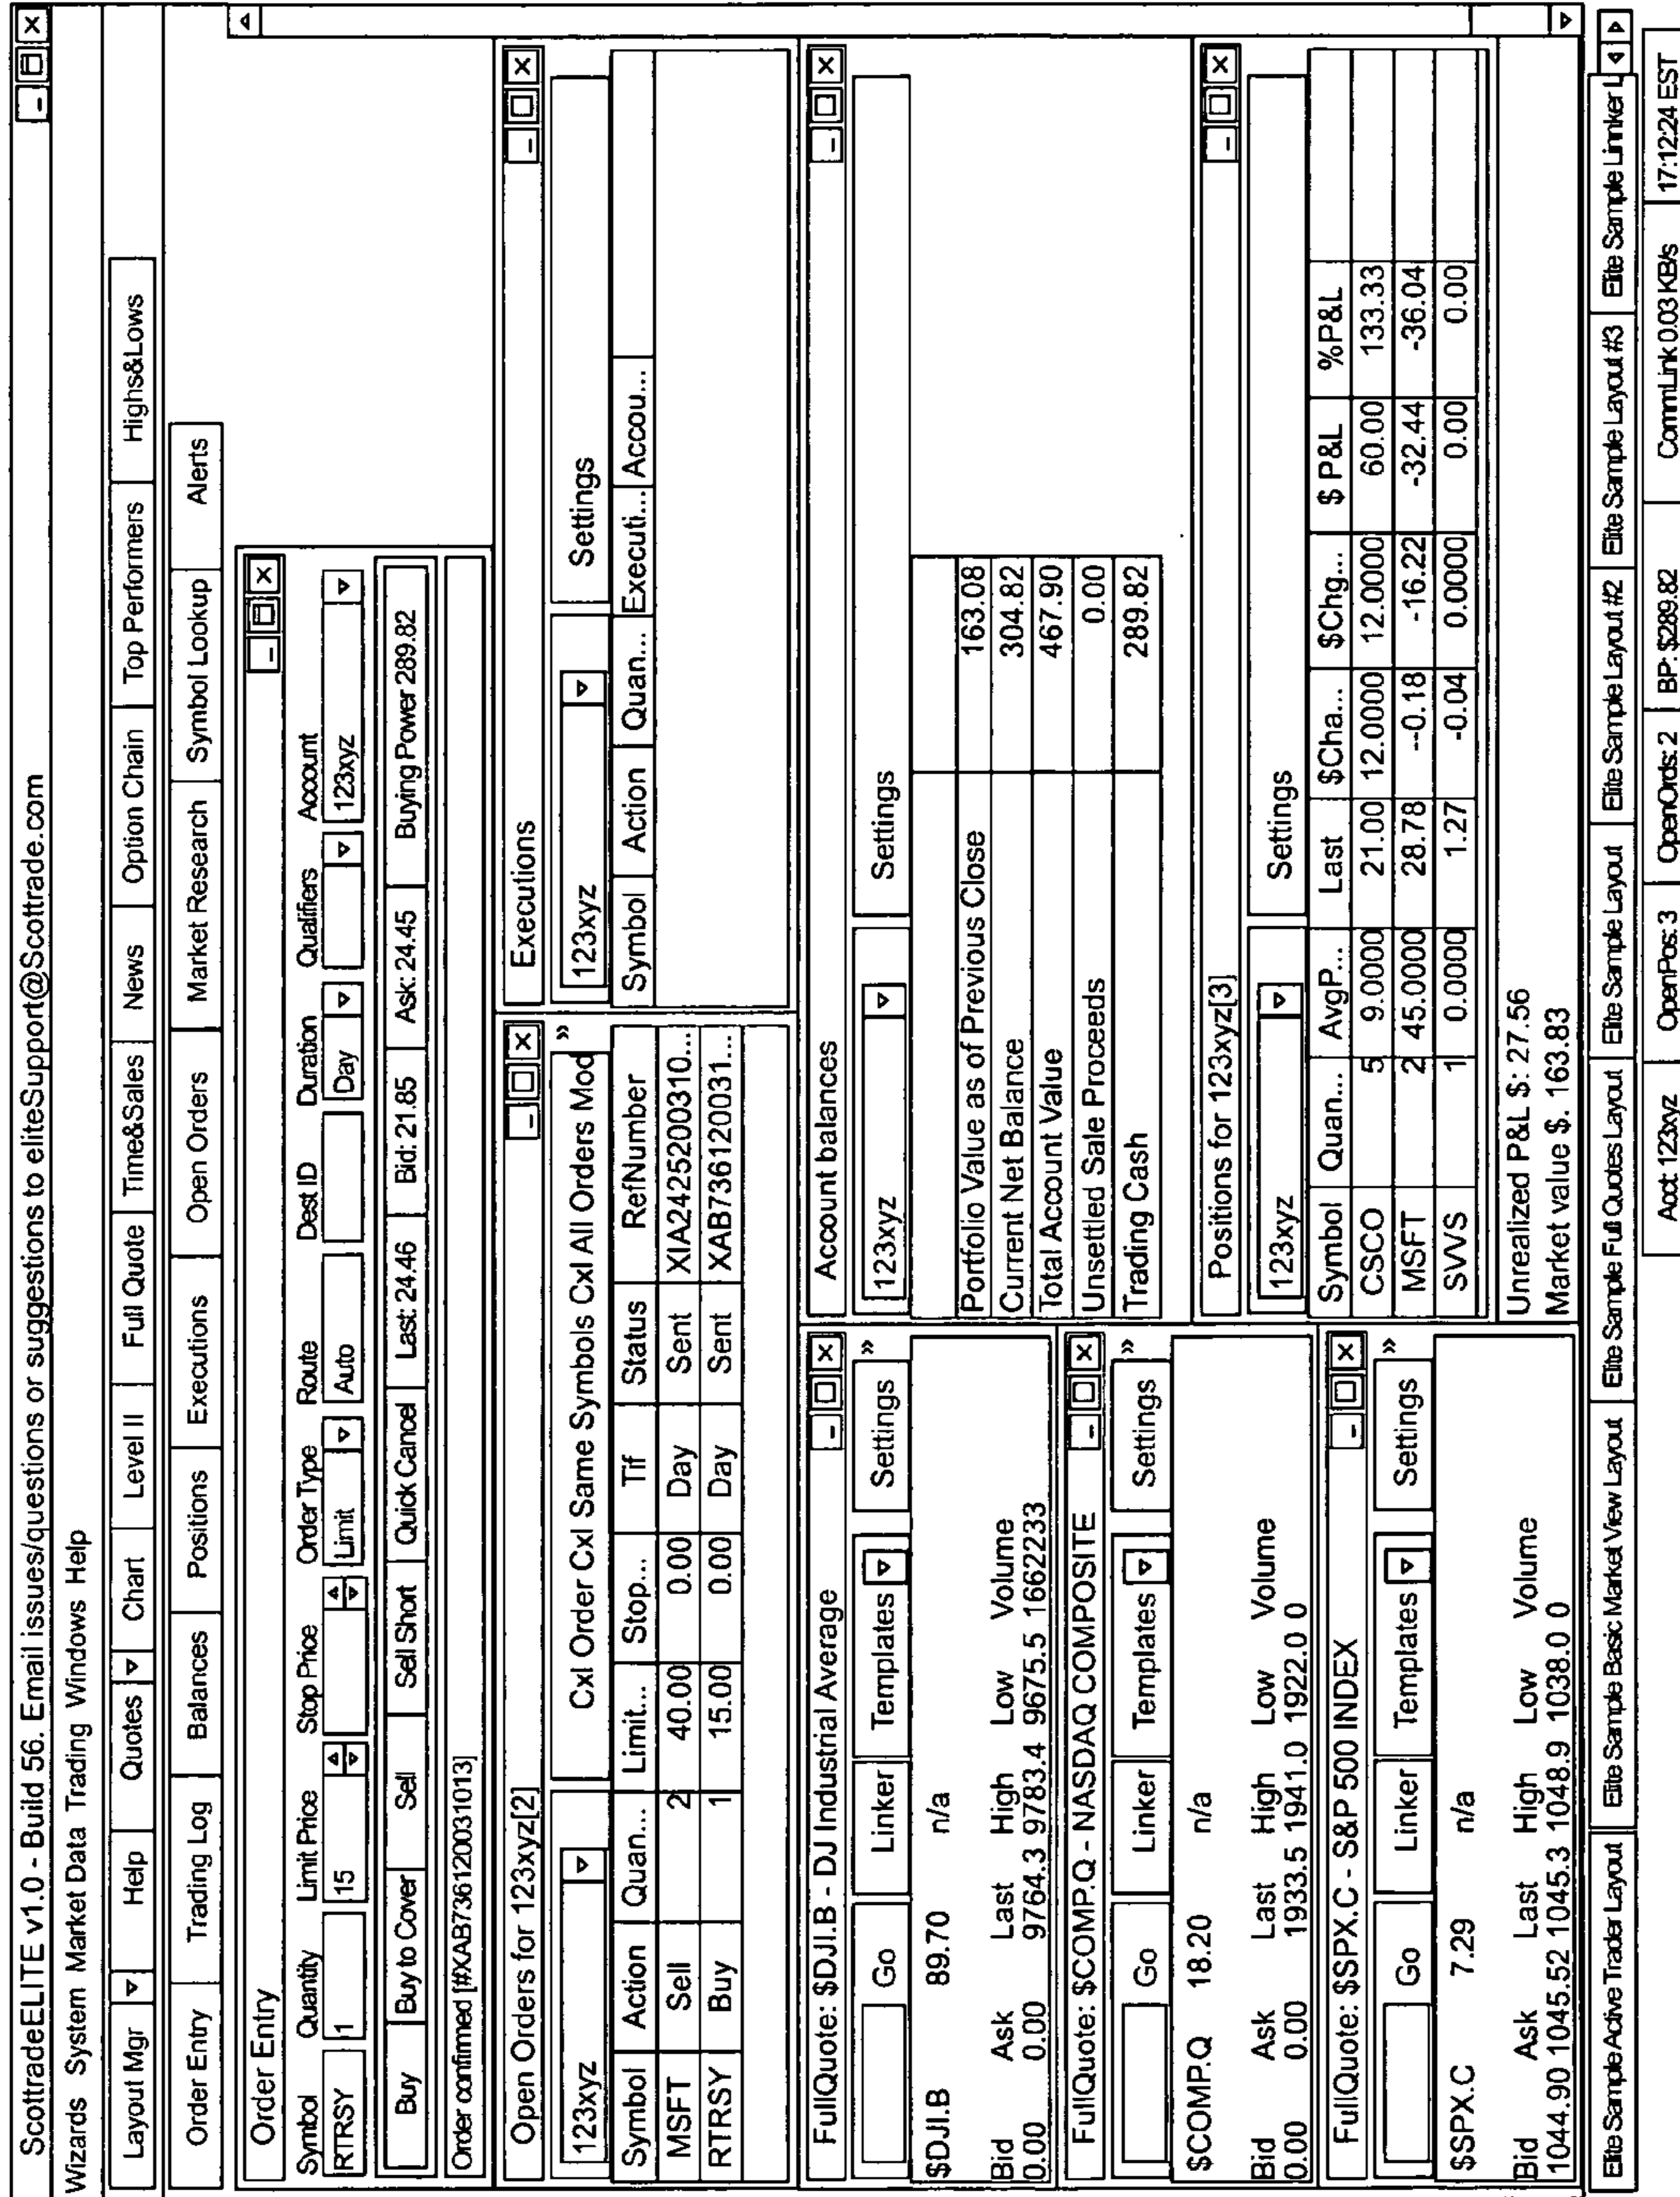 ScottradeELITE v1.0 - Build 56. Email issues/questions or suggestions to eliteSupport@Scottrade.com
Wizards System Market Data Trading Windows Help
Layout Mgr Help Quotes Chart Level II Full Quote Time&Sales News Option Chain Top Performers Highs&Lows
Order Entry Trading Log Balances Positions Executions Open Orders Market Research Symbol Lookup Alerts
Order Entry
Symbol Quantity Limit Price Stop Price Order Type Route Dest ID Duration Qualifiers Account
RTRSY 1 15 Limit Auto Day 123xyz
Buy Buy to Cover Sell Sell Short Quick Cancel Last: 24.46 Bid: 21.85 Ask: 24.45 Buying Power 289.82
Order confirmed [#XAB736120031013]
Open Orders for 123xyz[2]
123xyz Cxl Order Cxl Same Symbols Cxl All Orders Mod »
Symbol Action Quan... Limit... Stop... Tif Status RefNumber
MSFT Sell 2 40.00 0.00 Day Sent XIA2425200310...
RTRSY Buy 1 15.00 0.00 Day Sent XAB736120031...
Executions
123xyz Settings
Symbol Action Quan... Executi... Accou...
FullQuote: $DJI.B - DJ Industrial Average
Go Linker Templates Settings »
$DJI.B 89.70 n/a
Bid Ask Last High Low Volume
0.00 0.00 9764.3 9783.4 9675.5 1662233
FullQuote: $COMP.Q - NASDAQ COMPOSITE
Go Linker Templates Settings »
$COMP.Q 18.20 n/a
Bid Ask Last High Low Volume
0.00 0.00 1933.5 1941.0 1922.0 0
FullQuote: $SPX.C - S&P 500 INDEX
Go Linker Templates Settings »
$SPX.C 7.29 n/a
Bid Ask Last High Low Volume
1044.90 1045.52 1045.3 1048.9 1038.0 0
Account balances
123xyz Settings
Portfolio Value as of Previous Close 163.08
Current Net Balance 304.82
Total Account Value 467.90
Unsettled Sale Proceeds 0.00
Trading Cash 289.82
Positions for 123xyz[3]
123xyz Settings
Symbol Quan... AvgP... Last $Cha... $Chg... $ P&L %P&L
CSCO 5 9.0000 21.00 12.0000 12.0000 60.00 133.33
MSFT 2 45.0000 28.78 --0.18 -16.22 -32.44 -36.04
SVVS 1 0.0000 1.27 -0.04 0.0000 0.00 0.00
Unrealized P&L $: 27.56
Market value $. 163.83
Elite Sample Active Trader Layout Elite Sample Basic Market View Layout Elite Sample Full Quotes Layout Elite Sample Layout Elite Sample Layout #2 Elite Sample Layout #3 Elite Sample Linnker L
Acct: 123xyz OpenPos: 3 OpenOrds: 2 BP: $289.82 CommLink 0.03 KB/s 17:12:24 EST